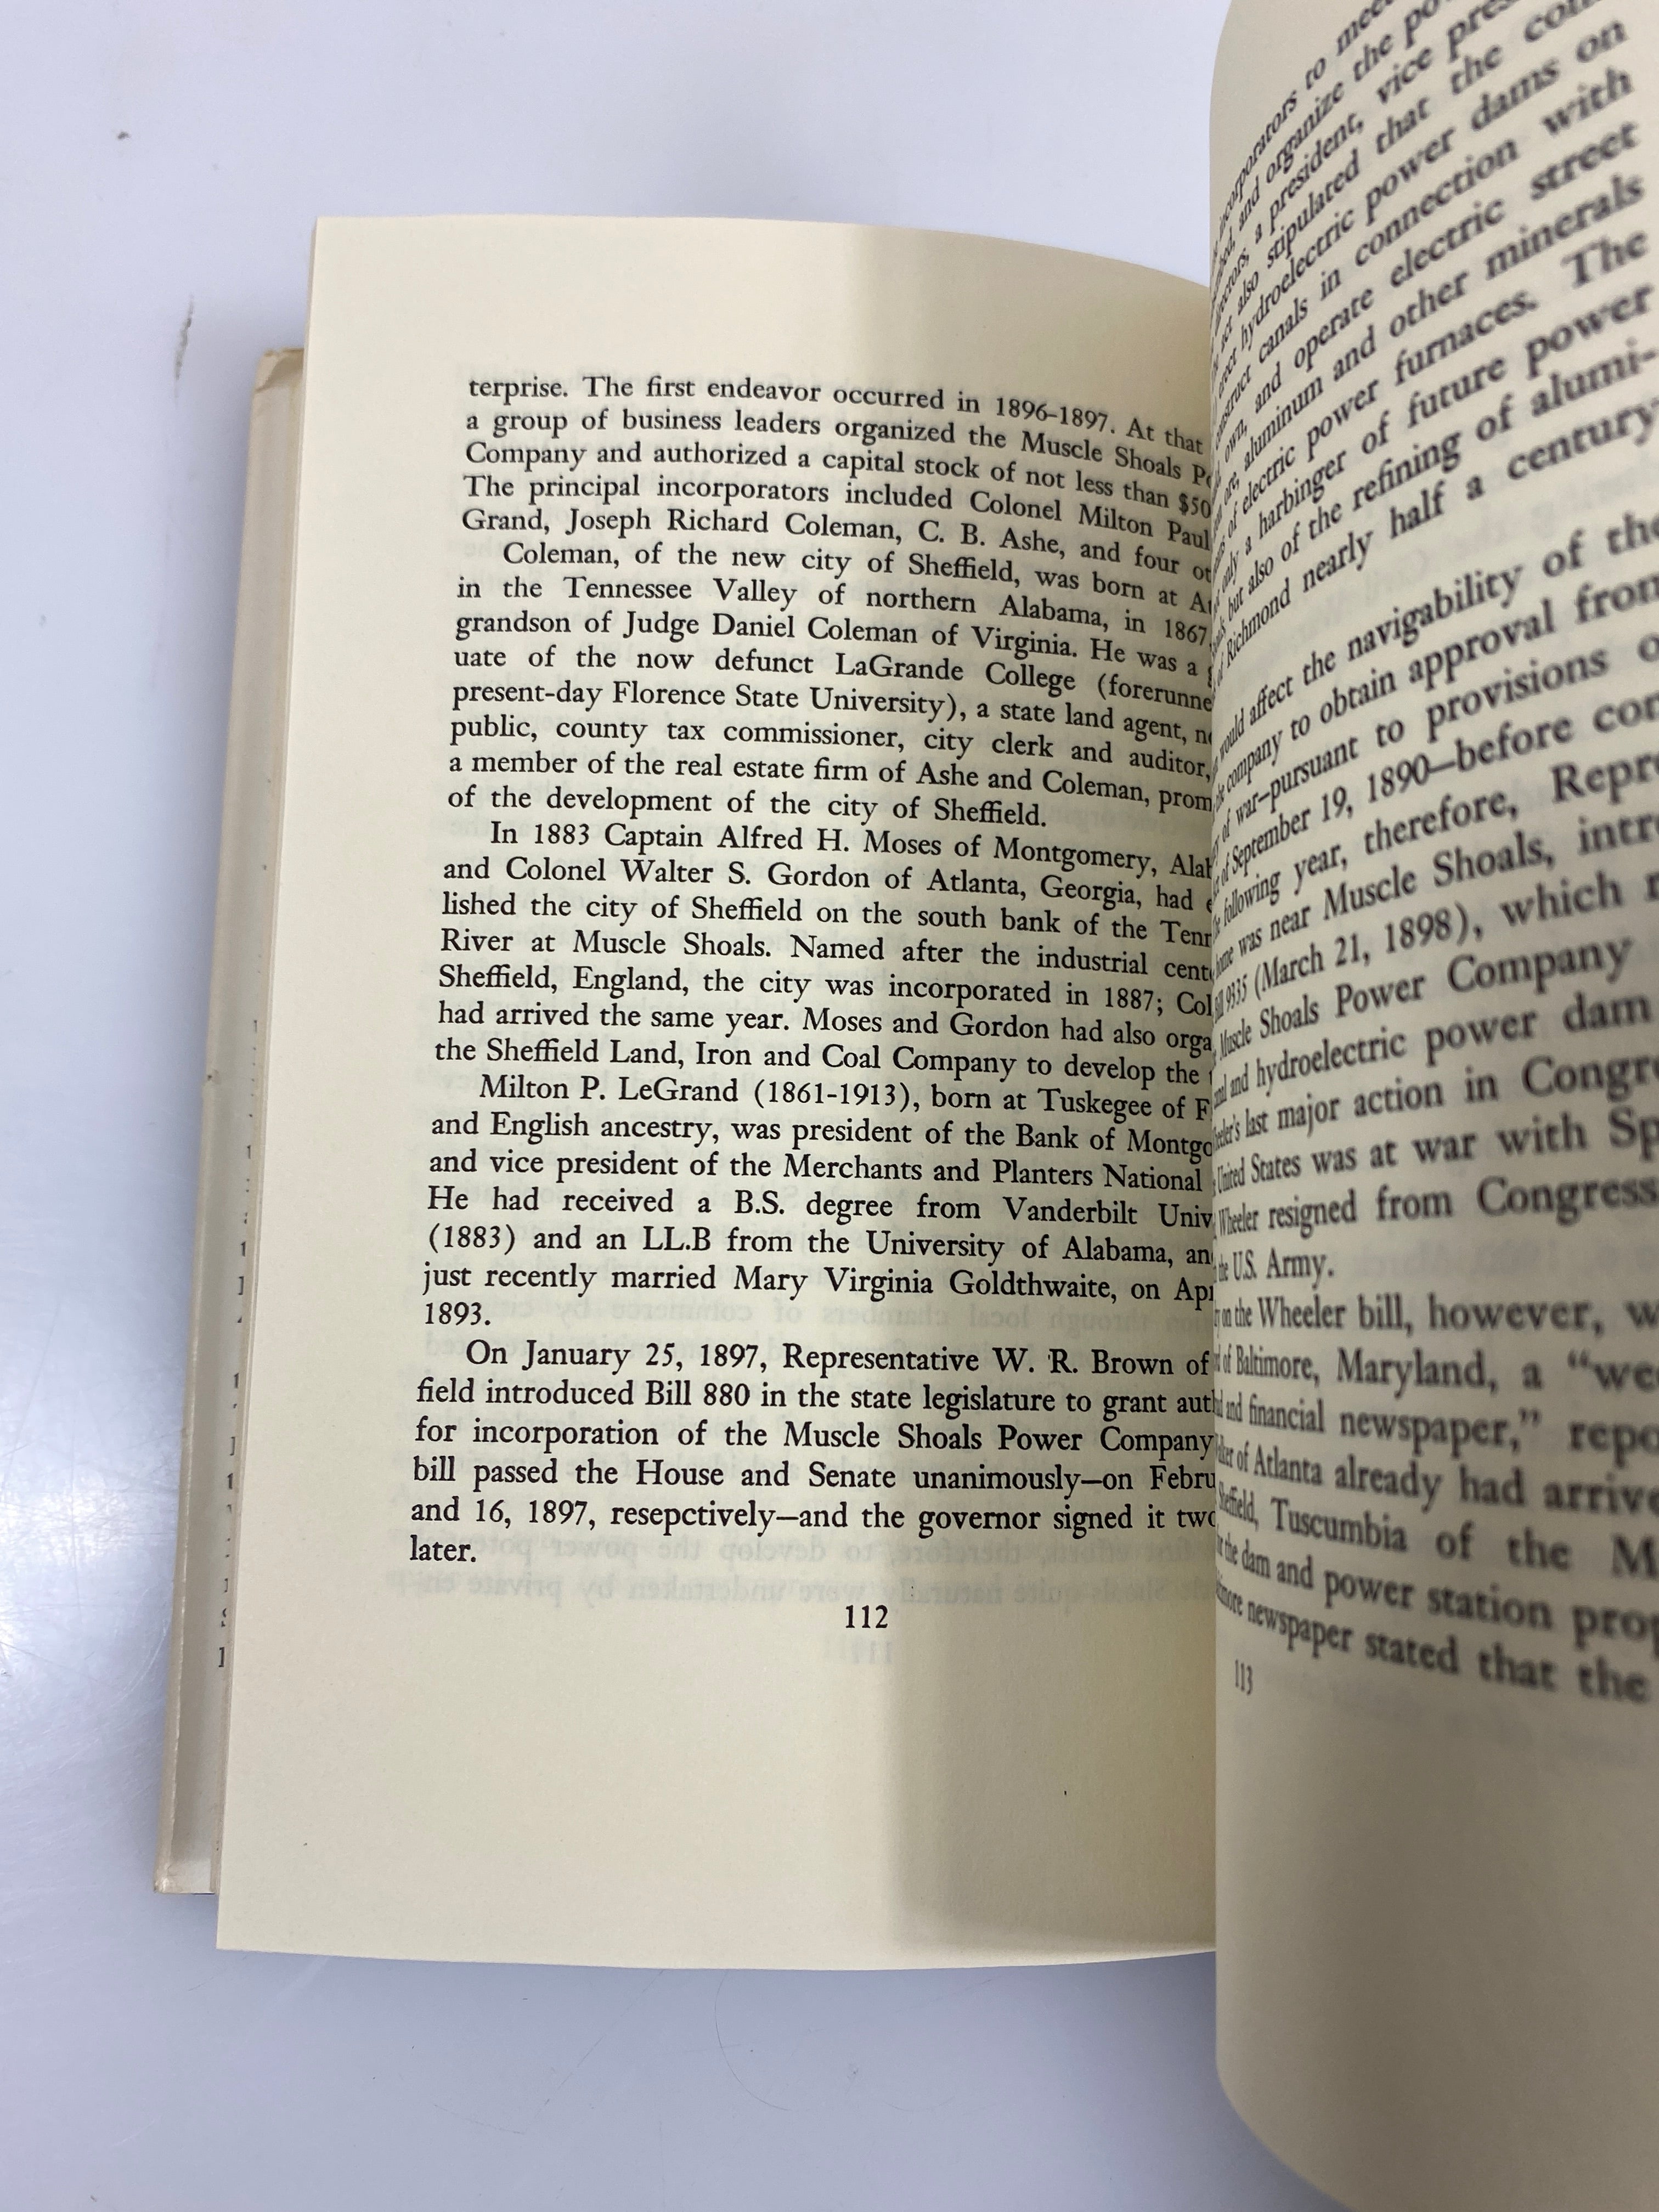 terprise. The first endeavor occurred in 1896-1897. At that
a group of business leaders organized the Muscle Shoals
Company and authorized a capital stock of not less than $50
The principal incorporators included Colonel Milton Paul
Grand, Joseph Richard Coleman, C. B. Ashe, and four
Coleman, of the new city of Sheffield, was born at
in the Tennessee Valley of northern Alabama, in 1867
grandson of Judge Daniel Coleman of Virginia. He was a
uate of the now defunct LaGrande College (forerunne
present-day Florence State University), a state land agent,
public, county tax commissioner, city clerk and auditor,
a member of the real estate firm of Ashe and Coleman, prom
of the development of the city of Sheffield.
In 1883 Captain Alfred H. Moses of Montgomery,
and Colonel Walter S. Gordon of Atlanta, Georgia, had
lished the city of Sheffield on the south bank of the
River at Muscle Shoals. Named after the industrial
Sheffield, England, the city was incorporated in 1887; Col
had arrived the same year. Moses and Gordon had also orga
the Sheffield Land, Iron and Coal Company to develop the
Milton P. LeGrand (1861-1913), born at Tuskegee of F
and English ancestry, was president of the Bank of Montgo
and vice president of the Merchants and Planters National
He had received a B.S. degree from Vanderbilt Univ
(1883) and an LL.B from the University of Alabama, an
just recently married Mary Virginia Goldthwaite, on Ap
1893.
On January 25, 1897, Representative W. R. Brown of
field introduced Bill 880 in the state legislature to grant aut
for incorporation of the Muscle Shoals Power Company
bill passed the House and Senate unanimously—on Febru
and 16, 1897, resepctively—and the governor signed it
later.
112
incorporators to
and organize the
a president, vice
also stipulated that the
hydroelectric power dams on
canals in connection with
own, and operate electric street
ore, aluminum and other minerals
of electric power furnaces. The
only a harbinger of future power
but also of the refining of alumi-
Richmond nearly half a century
would affect the navigability of the
company to obtain approval from
of war—pursuant to provisions
of September 19, 1890—before
following year, therefore, Repre
was near Muscle Shoals, intro
9335 (March 21, 1898), which
Muscle Shoals Power Company
and hydroelectric power dam
last major action in Congre
United States was at war with Sp
Wheeler resigned from Congress
the U.S. Army.
on the Wheeler bill, however,
of Baltimore, Maryland, a “we
and financial newspaper,” repo
of Atlanta already had arrive
Sheffield, Tuscumbia of the M
the dam and power station prop
newspaper stated that the
113